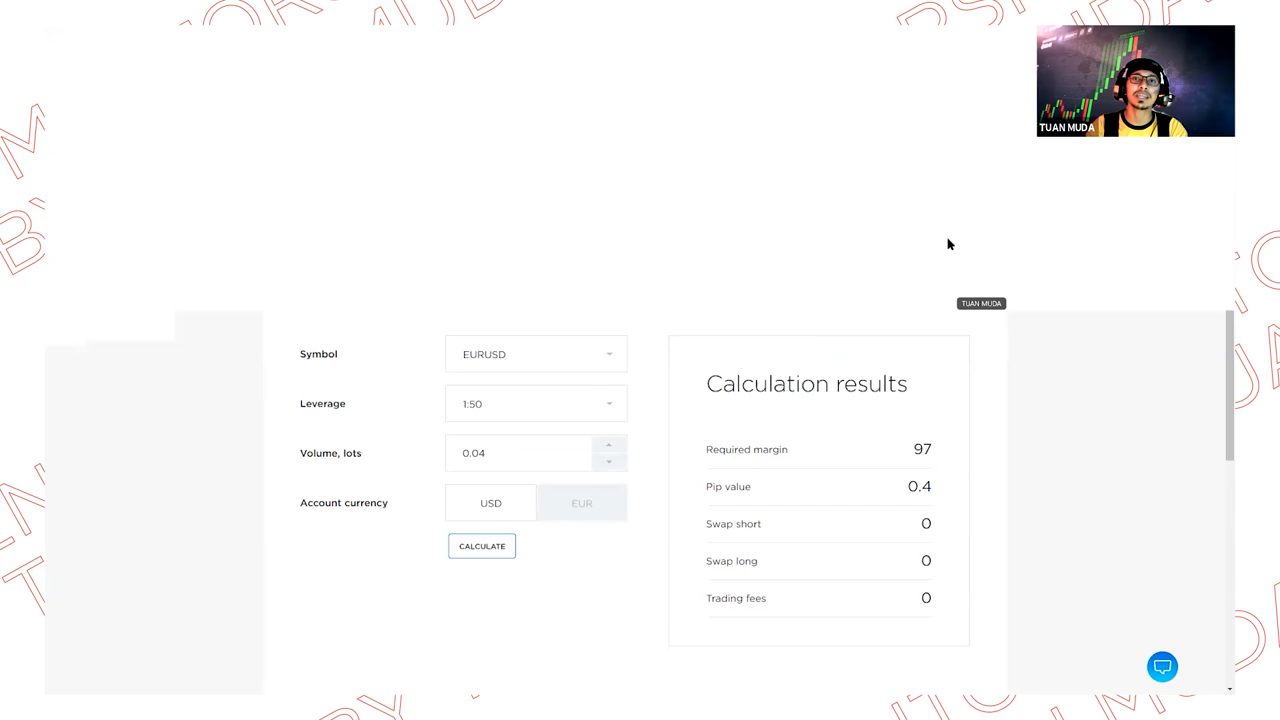 TUAN MUDA
TUAN MUDA
Symbol
EURUSD
Leverage
1:50
Volume, lots
0.04
Account currency
USD
EUR
CALCULATE
Calculation results
Required margin 97
Pip value 0.4
Swap short 0
Swap long 0
Trading fees 0